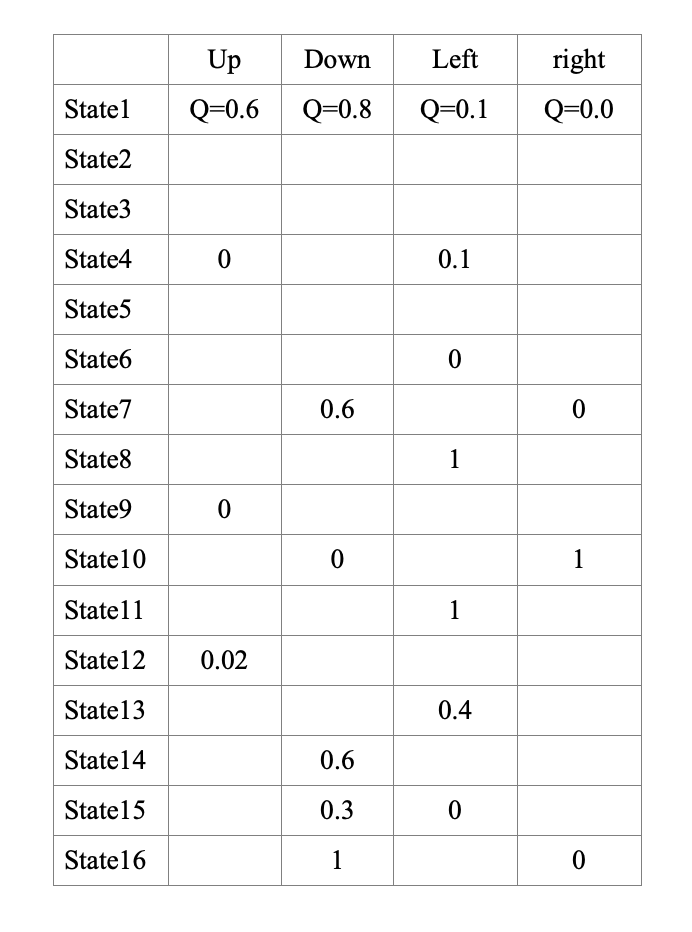 Up Down Left right
State1 Q=0.6 Q=0.8 Q=0.1 Q=0.0
State2
State3
State4 0 0.1
State5
State6 0
State7 0.6 0
State8 1
State9 0
State10 0 1
State11 1
State12 0.02
State13 0.4
State14 0.6
State15 0.3 0
State16 1 0